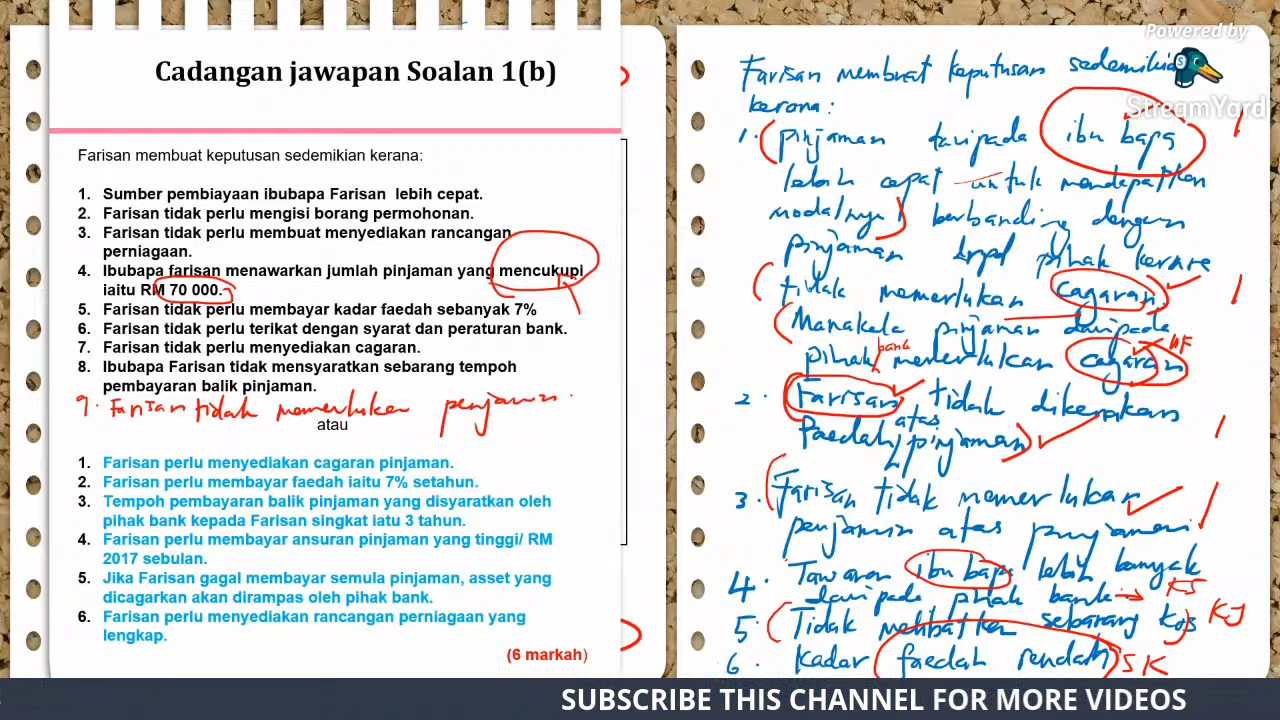 Cadangan jawapan Soalan 1(b)
Farisan membuat keputusan sedemikian kerana:
1. Sumber pembiayaan ibubapa Farisan lebih cepat.
2. Farisan tidak perlu mengisi borang permohonan.
3. Farisan tidak perlu membuat menyediakan rancangan
perniagaan.
4. Ibubapa farisan menawarkan jumlah pinjaman yang mencukupi
iaitu RM 70 000.
5. Farisan tidak perlu membayar kadar faedah sebanyak 7%
6. Farisan tidak perlu terikat dengan syarat dan peraturan bank.
7. Farisan tidak perlu menyediakan cagaran.
8. Ibubapa Farisan tidak mensyaratkan sebarang tempoh
pembayaran balik pinjaman.
9. Farisan tidak memerlukan penjamin.
atau
1. Farisan perlu menyediakan cagaran pinjaman.
2. Farisan perlu membayar faedah iaitu 7% setahun.
3. Tempoh pembayaran balik pinjaman yang disyaratkan oleh
pihak bank kepada Farisan singkat iatu 3 tahun.
4. Farisan perlu membayar ansuran pinjaman yang tinggi/ RM
2017 sebulan.
5. Jika Farisan gagal membayar semula pinjaman, asset yang
dicagarkan akan dirampas oleh pihak bank.
6. Farisan perlu menyediakan rancangan perniagaan yang
lengkap.
(6 markah)
Powered by
StreamYard
Farisan membuat keputusan sedemikian
kerana:
1. pinjaman daripada ibu bapa
lebih cepat untuk mendapatkan
modalnya berbanding dengan
pinjaman drpd pihak
tidak memerlukan cagaran.
Manakala pinjaman daripada
pihak bank memerlukan cagaran
2. Farisan tidak dikenakan
faedah atas pinjaman
3. Farisan tidak memerlukan
penjamin atas pinjaman
4. Tawaran ibu bapa lebih banyak
daripada pihak bank → KS
5. Tidak melibatkan sebarang kos KJ
6. Kadar faedah rendah SK
SUBSCRIBE THIS CHANNEL FOR MORE VIDEOS